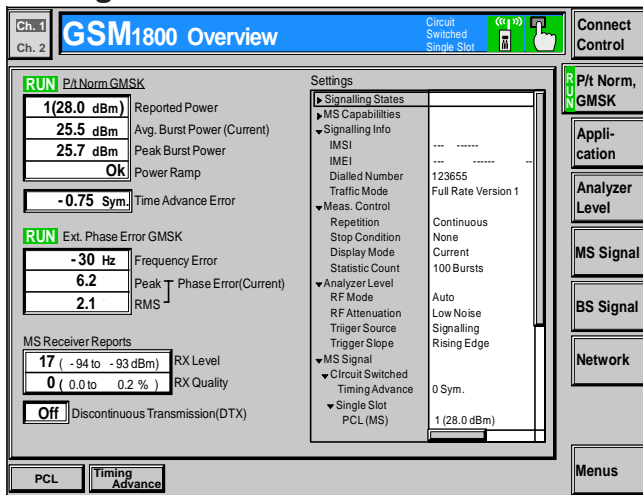 Ch. 1
Ch. 2
GSM1800 Overview
Circuit
Switched
Single Slot
Connect
Control
RUN P/t Norm GMSK
1(28.0 dBm) Reported Power
25.5 dBm Avg. Burst Power (Current)
25.7 dBm Peak Burst Power
Ok Power Ramp
- 0.75 Sym. Time Advance Error
RUN Ext. Phase Error GMSK
- 30 Hz Frequency Error
6.2 Peak Phase Error(Current)
2.1 RMS
MS Receiver Reports
17 ( - 94 to - 93 dBm) RX Level
0 ( 0.0 to 0.2 % ) RX Quality
Off Discontinuous Transmission(DTX)
Settings
Signalling States
MS Capabililties
Signalling Info
IMSI --- ------
IMEI --- ------ --
Dialled Number 123655
Traffic Mode Full Rate Version 1
Meas. Control
Repetition Continuous
Stop Condition None
Display Mode Current
Statistic Count 100 Bursts
Analyzer Level
RF Mode Auto
RF Attenuation Low Noise
Triiger Source Signalling
Trigger Slope Rising Edge
MS Signal
CIrcuit Switched
Timing Advance 0 Sym.
Single Slot
PCL (MS) 1 (28.0 dBm)
RUN
P/t Norm,
GMSK
Appli-
cation
Analyzer
Level
MS Signal
BS Signal
Network
Menus
PCL
Timing
Advance